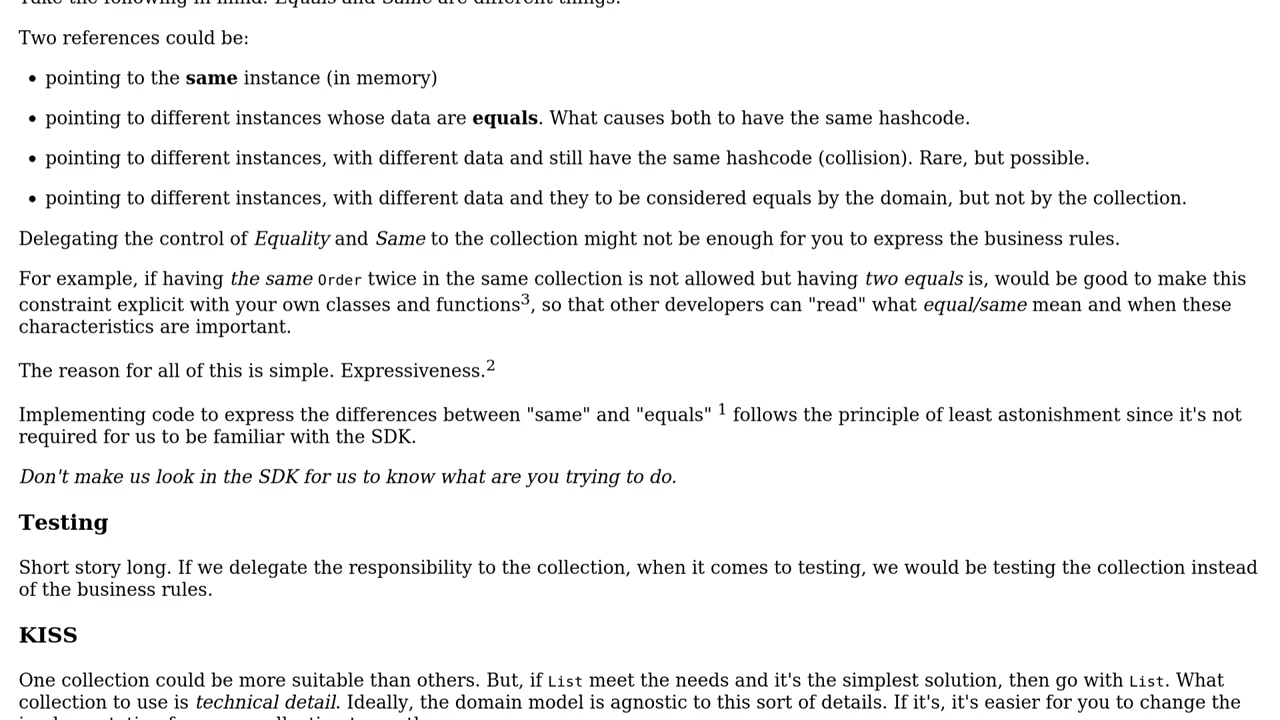 Take the following in mind: Equals and Same are different things.
Two references could be:
• pointing to the same instance (in memory)
• pointing to different instances whose data are equals. What causes both to have the same hashcode.
• pointing to different instances, with different data and still have the same hashcode (collision). Rare, but possible.
• pointing to different instances, with different data and they to be considered equals by the domain, but not by the collection.
Delegating the control of Equality and Same to the collection might not be enough for you to express the business rules.
For example, if having the same Order twice in the same collection is not allowed but having two equals is, would be good to make this
constraint explicit with your own classes and functions3, so that other developers can "read" what equal/same mean and when these
characteristics are important.
The reason for all of this is simple. Expressiveness.2
Implementing code to express the differences between "same" and "equals" 1 follows the principle of least astonishment since it's not
required for us to be familiar with the SDK.
Don't make us look in the SDK for us to know what are you trying to do.
Testing
Short story long. If we delegate the responsibility to the collection, when it comes to testing, we would be testing the collection instead
of the business rules.
KISS
One collection could be more suitable than others. But, if List meet the needs and it's the simplest solution, then go with List. What
collection to use is technical detail. Ideally, the domain model is agnostic to this sort of details. If it's, it's easier for you to change the